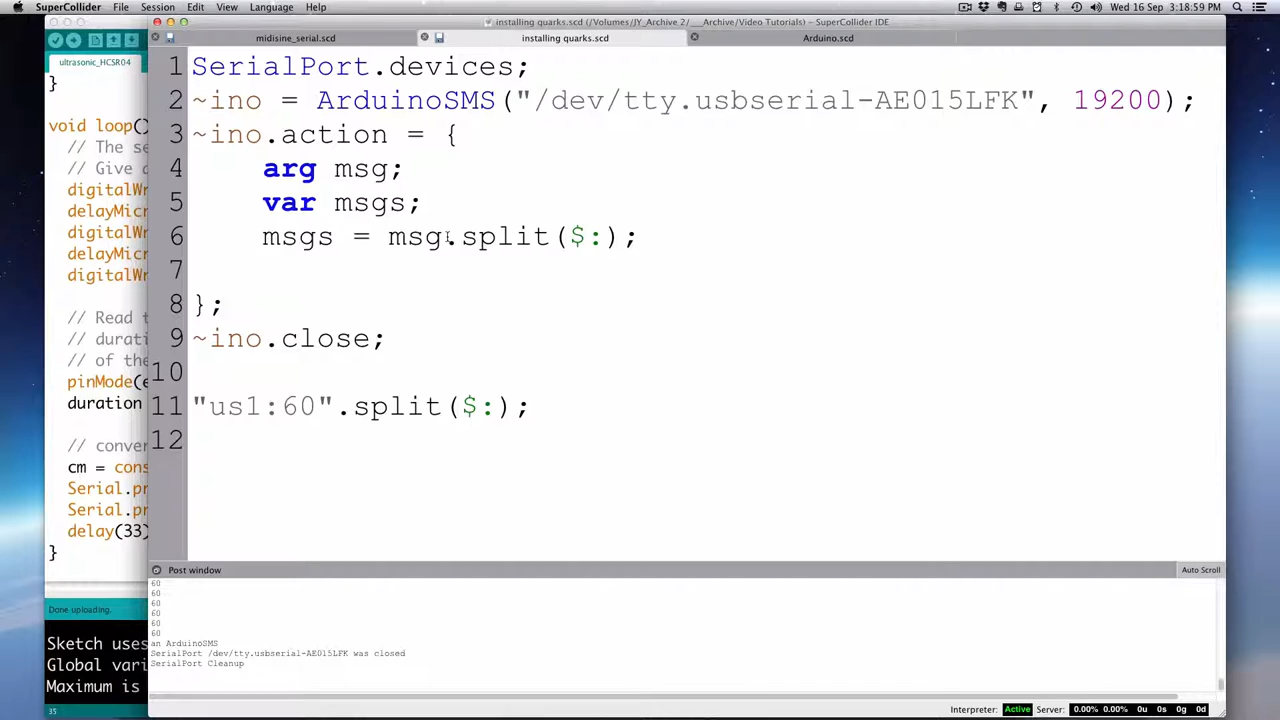 SuperCollider File Session Edit View Language Help
Wed 16 Sep 3:18:59 PM
installing quarks.scd (/Volumes/JY_Archive 2/___Archive/Video Tutorials) – SuperCollider IDE
midisine_serial.scd
installing quarks.scd
Arduino.scd
ultrasonic_HCSR04
}
void loop()
// The se
// Give a
digitalWr
delayMicr
digitalWr
delayMicr
digitalWr
// Read t
// durati
// of the
pinMode(e
duration
// conver
cm = cons
Serial.pr
Serial.pr
delay(33)
}
Done uploading.
Sketch uses
Global vari
Maximum is
35
1 SerialPort.devices;
2 ~ino = ArduinoSMS("/dev/tty.usbserial-AE015LFK", 19200);
3 ~ino.action = {
4 arg msg;
5 var msgs;
6 msgs = msg.split($:);
7
8 };
9 ~ino.close;
10
11 "us1:60".split($:);
12
Post window
Auto Scroll
60
60
60
60
60
60
an ArduinoSMS
SerialPort /dev/tty.usbserial-AE015LFK was closed
SerialPort Cleanup
Interpreter: Active Server: 0.00% 0.00% 0u 0s 0g 0d